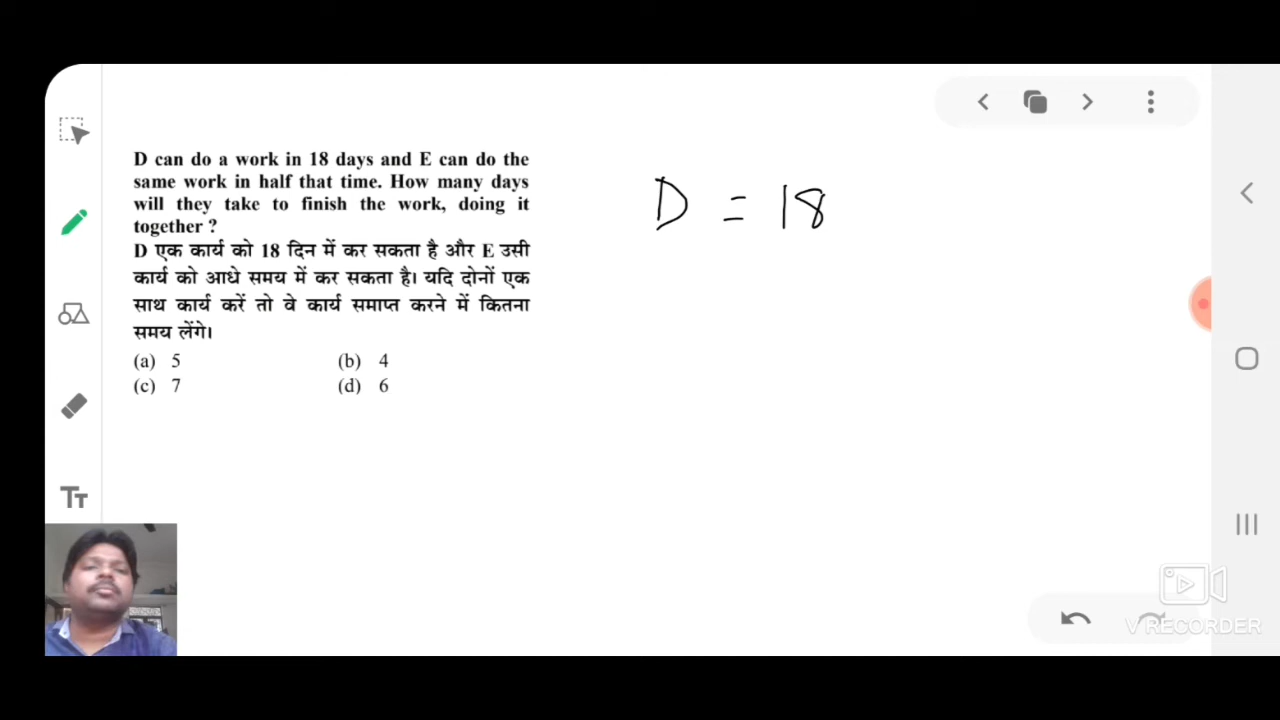 D can do a work in 18 days and E can do the
same work in half that time. How many days
will they take to finish the work, doing it
together ?
D एक कार्य को 18 दिन में कर सकता है और E उसी
कार्य को आधे समय में कर सकता है। यदि दोनों एक
साथ कार्य करें तो वे कार्य समाप्त करने में कितना
समय लेंगे।
(a) 5 (b) 4
(c) 7 (d) 6
D = 18
TT
V RECORDER